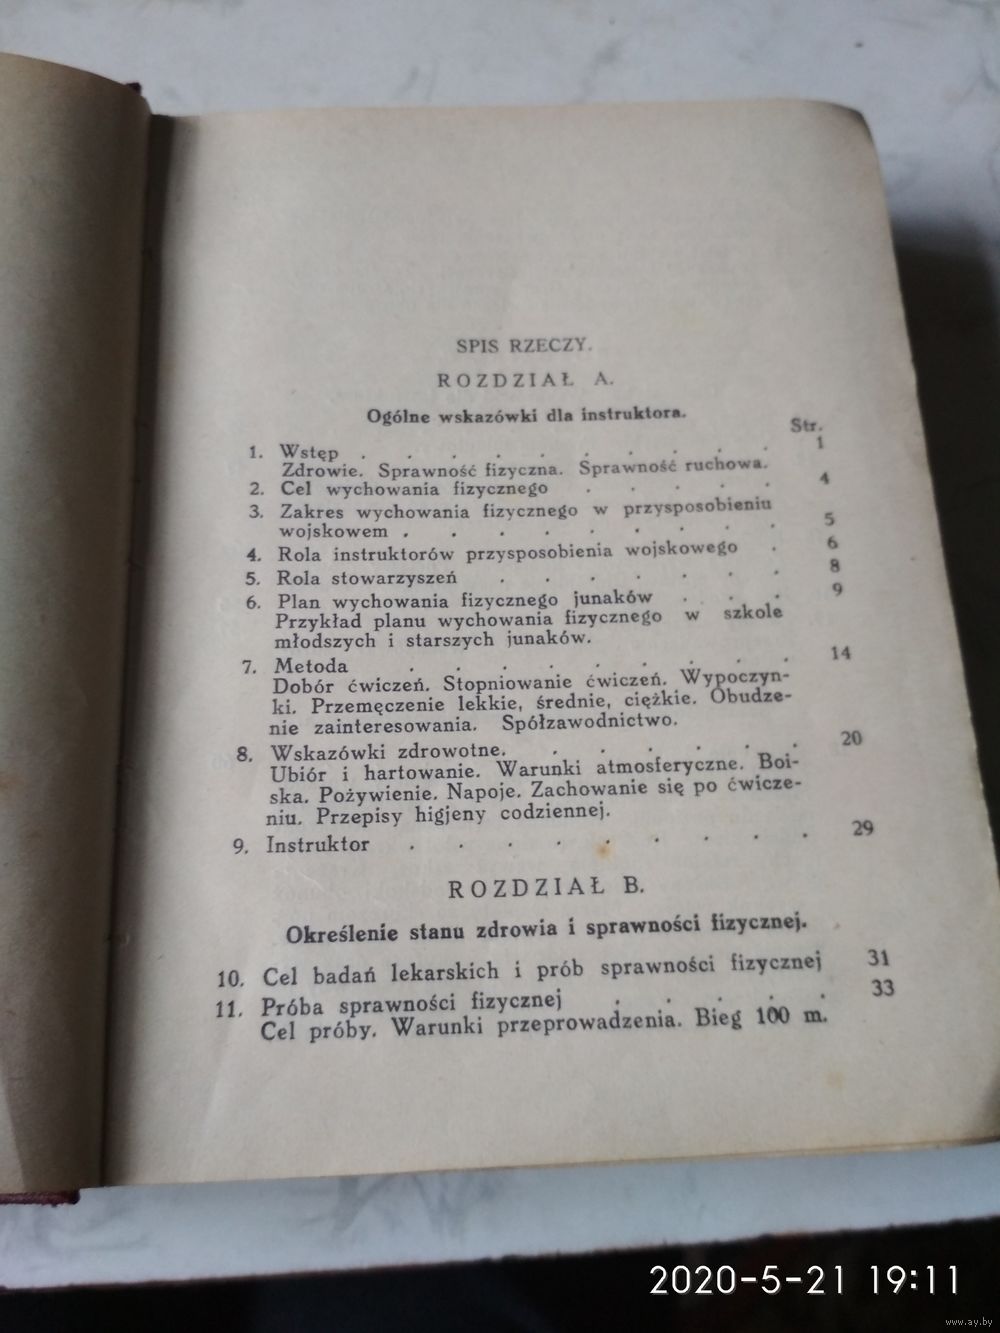 SPIS RZECZY.
ROZDZIAŁ A.
Ogólne wskazówki dla instruktora.
Str.
1. Wstęp . . . . . . . . . 1
Zdrowie. Sprawność fizyczna. Sprawność ruchowa.
2. Cel wychowania fizycznego . . . . . 4
3. Zakres wychowania fizycznego w przysposobieniu
wojskowem . . . . . . . . . 5
4. Rola instruktorów przysposobienia wojskowego . 6
5. Rola stowarzyszeń . . . . . . . 8
6. Plan wychowania fizycznego junaków . . . 9
Przykład planu wychowania fizycznego w szkole
młodszych i starszych junaków.
7. Metoda . . . . . . . . . 14
Dobór ćwiczeń. Stopniowanie ćwiczeń. Wypoczyn-
ki. Przemęczenie lekkie, średnie, ciężkie. Obudze-
nie zainteresowania. Spółzawodnictwo.
8. Wskazówki zdrowotne. . . . . . . 20
Ubiór i hartowanie. Warunki atmosferyczne. Boi-
ska. Pożywienie. Napoje. Zachowanie się po ćwicze-
niu. Przepisy higjeny codziennej.
9. Instruktor . . . . . . . . . 29
ROZDZIAŁ B.
Określenie stanu zdrowia i sprawności fizycznej.
10. Cel badań lekarskich i prób sprawności fizycznej 31
11. Próba sprawności fizycznej . . . . . 33
Cel próby. Warunki przeprowadzenia. Bieg 100 m.
2020-5-21 19:11
www.ay.by